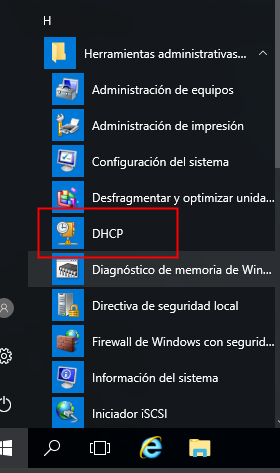 H
Herramientas administrativas...
Administración de equipos
Administración de impresión
Configuración del sistema
Desfragmentar y optimizar unida...
DHCP
Diagnóstico de memoria de Win...
Directiva de seguridad local
Firewall de Windows con segurid...
Información del sistema
Iniciador iSCSI